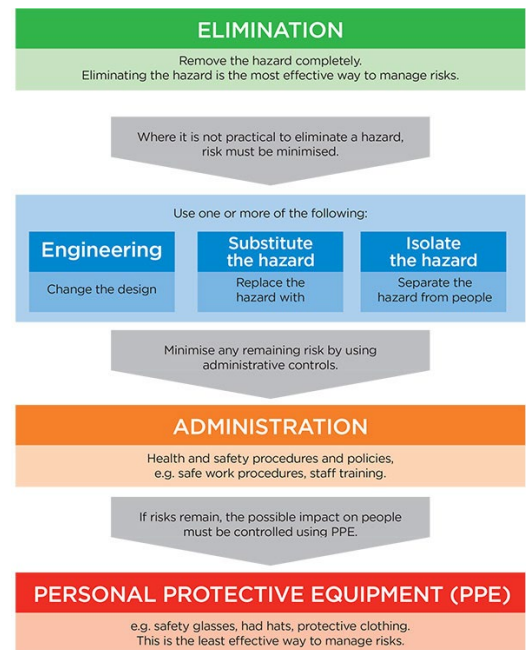 ELIMINATION
Remove the hazard completely.
Eliminating the hazard is the most effective way to manage risks.
Where it is not practical to eliminate a hazard,
risk must be minimised.
Use one or more of the following:
Engineering
Change the design
Substitute
the hazard
Replace the
hazard with
Isolate
the hazard
Separate the
hazard from people
Minimise any remaining risk by using
administrative controls.
ADMINISTRATION
Health and safety procedures and policies,
e.g. safe work procedures, staff training.
If risks remain, the possible impact on people
must be controlled using PPE.
PERSONAL PROTECTIVE EQUIPMENT (PPE)
e.g. safety glasses, had hats, protective clothing.
This is the least effective way to manage risks.